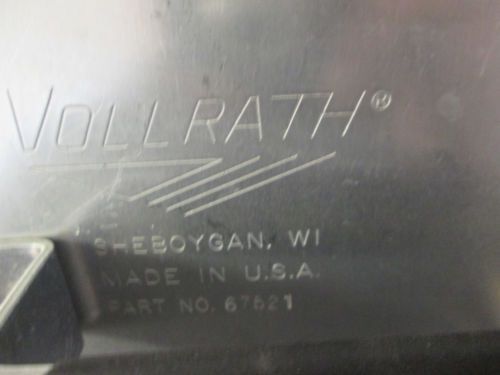 VOLLRATH®
SHEBOYGAN, WI
MADE IN U.S.A.
PART NO. 67521